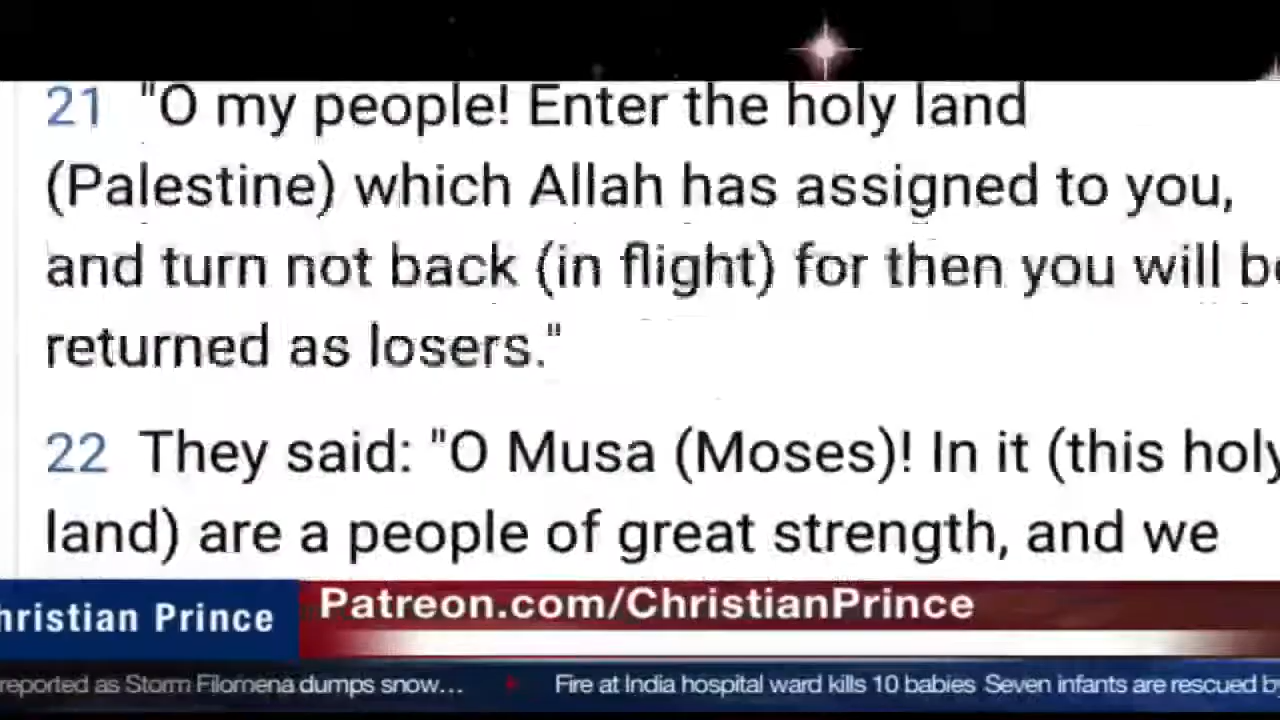 21 "O my people! Enter the holy land
(Palestine) which Allah has assigned to you,
and turn not back (in flight) for then you will
returned as losers."
22 They said: "O Musa (Moses)! In it (this holy
land) are a people of great strength, and we
hristian Prince
Patreon.com/ChristianPrince
reported as Storm Filomena dumps snow... Fire at India hospital ward kills 10 babies Seven infants are rescued by